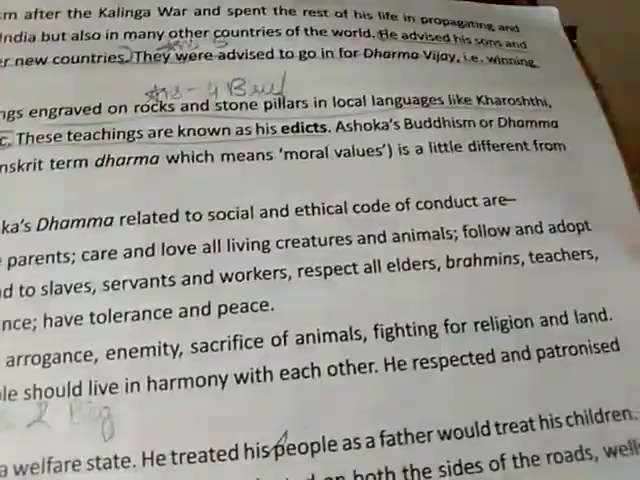 m after the Kalinga War and spent the rest of his life in propagating and
India but also in many other countries of the world. He advised his sons and
er new countries. They were advised to go in for Dharma Vijay, i.e. winning
ngs engraved on rocks and stone pillars in local languages like Kharoshthi,
c. These teachings are known as his edicts. Ashoka's Buddhism or Dhamma
nskrit term dharma which means 'moral values') is a little different from
ka's Dhamma related to social and ethical code of conduct are–
parents; care and love all living creatures and animals; follow and adopt
d to slaves, servants and workers, respect all elders, brahmins, teachers,
nce; have tolerance and peace.
arrogance, enemity, sacrifice of animals, fighting for religion and land.
le should live in harmony with each other. He respected and patronised
a welfare state. He treated his people as a father would treat his children.
on both the sides of the roads, wells